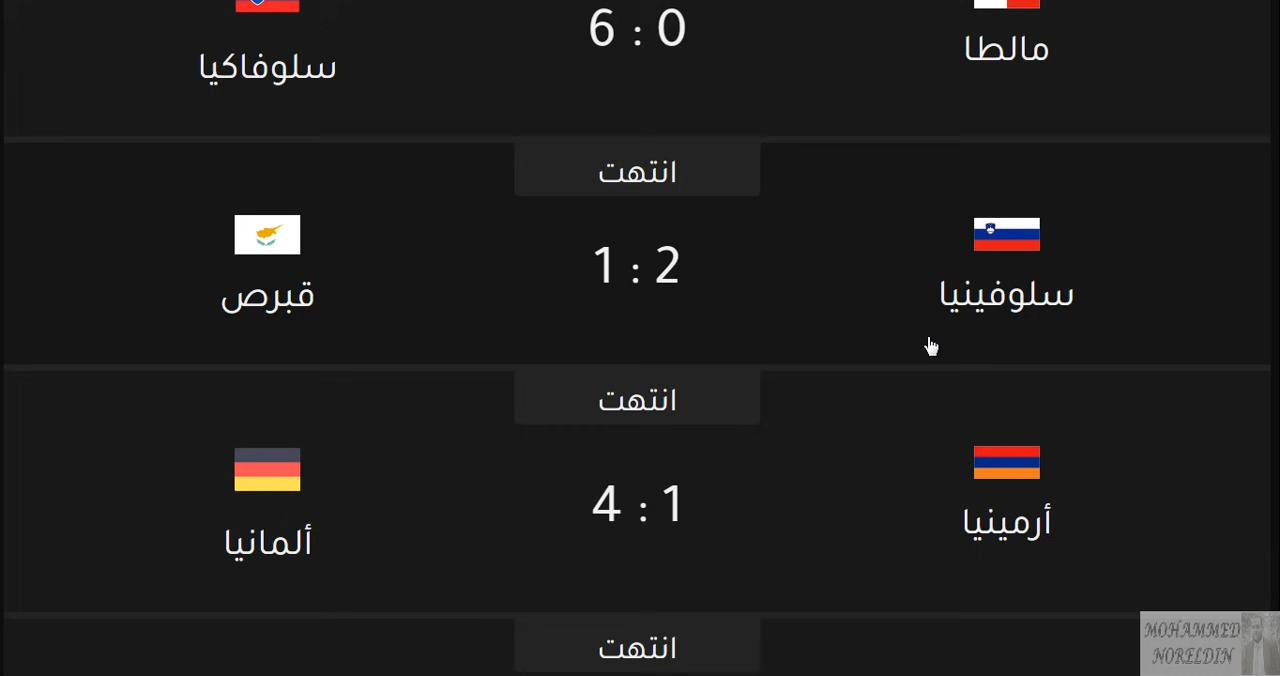 مالطا
6 : 0
سلوفاكيا
انتهت
سلوفينيا
1 : 2
قبرص
انتهت
أرمينيا
4 : 1
ألمانيا
انتهت
MOHAMMED
NORELDIN